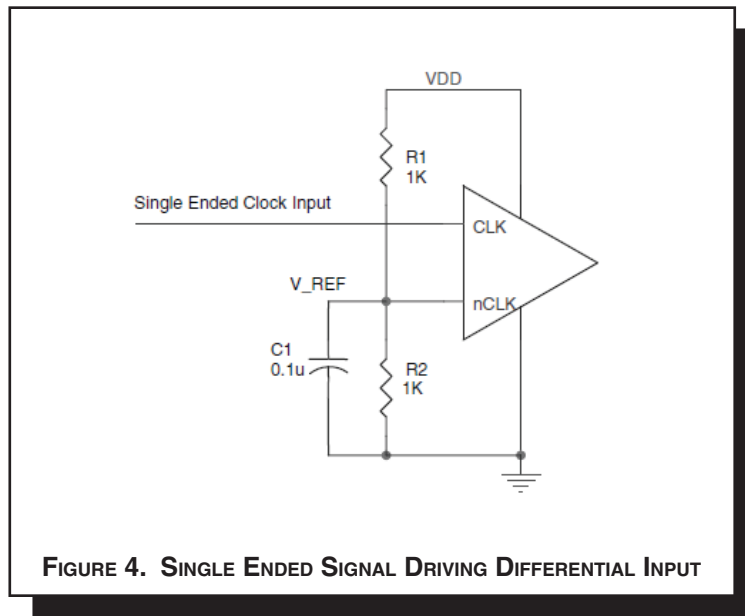 VDD
R1
1K
Single Ended Clock Input
CLK
V_REF
nCLK
C1
0.1u
R2
1K
FIGURE 4. SINGLE ENDED SIGNAL DRIVING DIFFERENTIAL INPUT